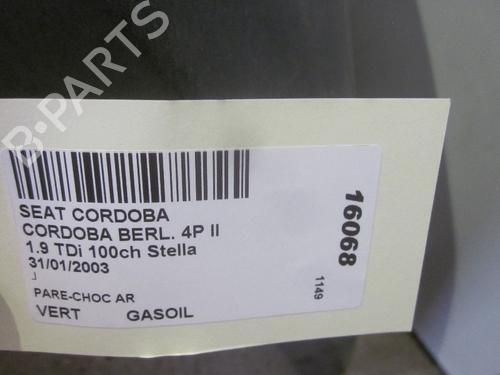 B-PARTS
SEAT CORDOBA
CORDOBA BERL. 4P II
1.9 TDi 100ch Stella
31/01/2003
J
PARE-CHOC AR
VERT GASOIL
16068
1149